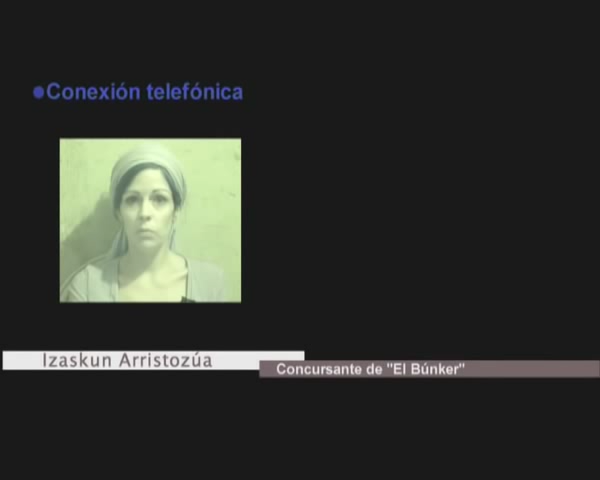 Conexión telefónica
Izaskun Arristozúa
Concursante de "El Búnker"